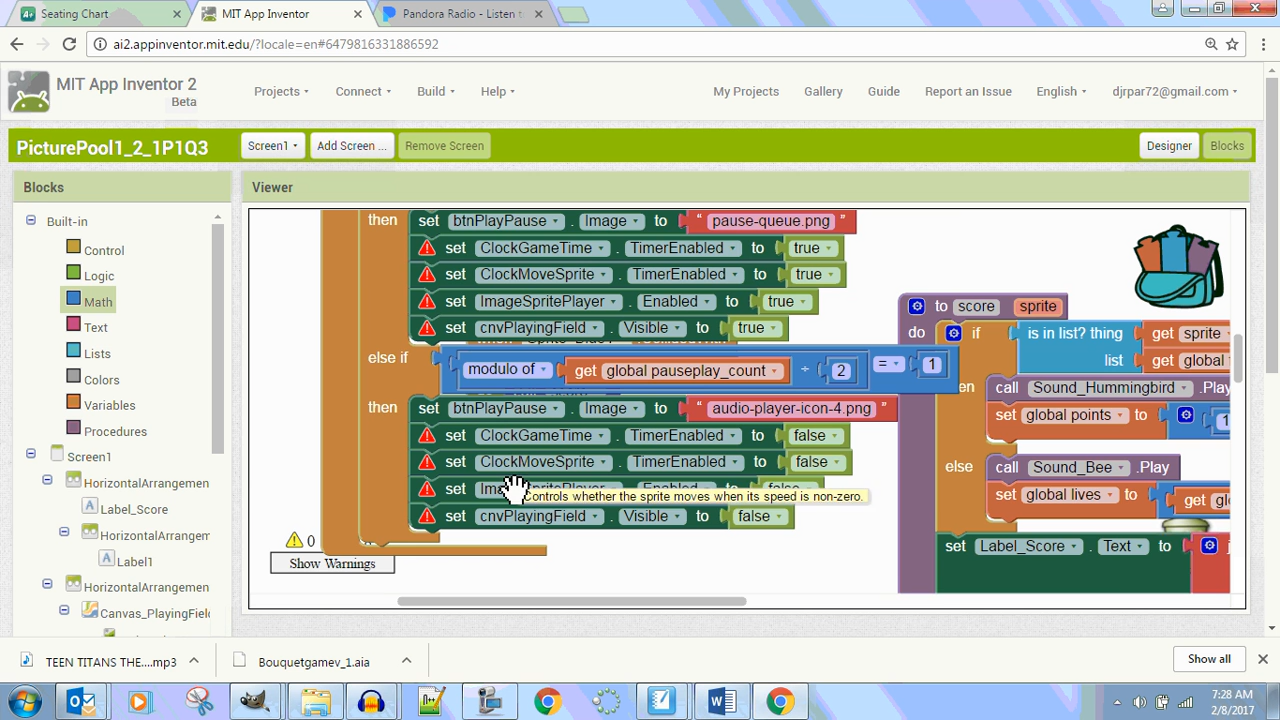 Seating Chart
MIT App Inventor
Pandora Radio - Listen t
ai2.appinventor.mit.edu/?locale=en#6479816331886592
MIT App Inventor 2
Beta
Projects
Connect
Build
Help
My Projects
Gallery
Guide
Report an Issue
English
djrpar72@gmail.com
PicturePool1_2_1P1Q3
Screen1
Add Screen ...
Remove Screen
Designer
Blocks
Blocks
Built-in
Control
Logic
Math
Text
Lists
Colors
Variables
Procedures
Screen1
HorizontalArrangemen
Label_Score
HorizontalArrangem
Label1
HorizontalArrangemen
Canvas_PlayingField
Viewer
then set btnPlayPause . Image to " pause-queue.png "
set ClockGameTime . TimerEnabled to true
set ClockMoveSprite . TimerEnabled to true
set ImageSpritePlayer . Enabled to true
set cnvPlayingField . Visible to true
else if modulo of get global pauseplay_count ÷ 2 = 1
then set btnPlayPause . Image to " audio-player-icon-4.png "
set ClockGameTime . TimerEnabled to false
set ClockMoveSprite . TimerEnabled to false
set
Controls whether the sprite moves when its speed is non-zero.
set cnvPlayingField . Visible to false
0
Show Warnings
to score sprite
do if is in list? thing get sprite
list get global
en call Sound_Hummingbird .Play
set global points to 1
else call Sound_Bee .Play
set global lives to get gl
set Label_Score . Text to
TEEN TITANS THE....mp3
Bouquetgamev_1.aia
Show all
7:28 AM
2/8/2017